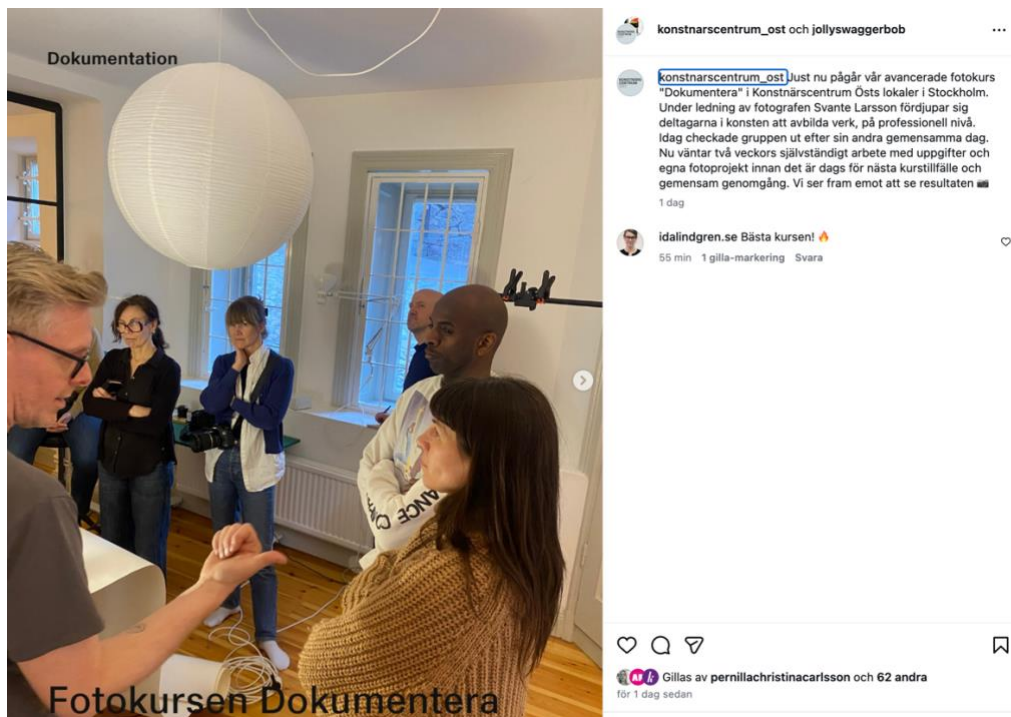 Dokumentation
Fotokursen Dokumentera
konstnarscentrum_ost och jollyswaggerbob
konstnarscentrum_ost Just nu pågår vår avancerade fotokurs
"Dokumentera" i Konstnärscentrum Östs lokaler i Stockholm.
Under ledning av fotografen Svante Larsson fördjupar sig
deltagarna i konsten att avbilda verk, på professionell nivå.
Idag checkade gruppen ut efter sin andra gemensamma dag.
Nu väntar två veckors självständigt arbete med uppgifter och
egna fotoprojekt innan det är dags för nästa kurstillfälle och
gemensam genomgång. Vi ser fram emot att se resultaten 📷
1 dag
idalindgren.se Bästa kursen! 🔥
55 min 1 gilla-markering Svara
Gillas av pernillachristinacarlsson och 62 andra
för 1 dag sedan